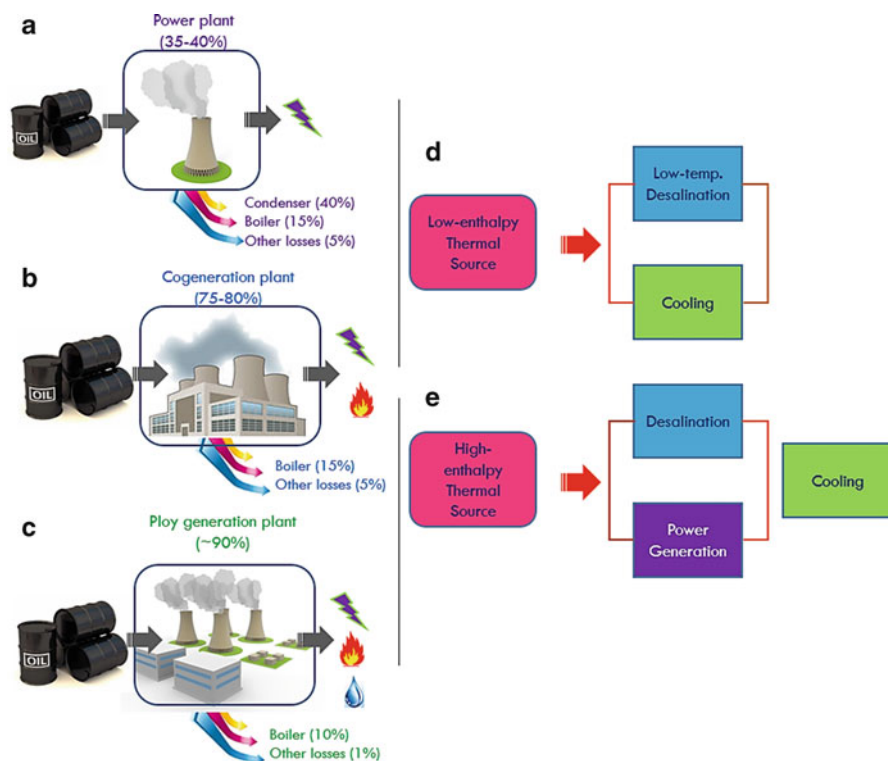 a
Power plant
(35-40%)
OIL
Condenser (40%)
Boiler (15%)
Other losses (5%)
b
Cogeneration plant
(75-80%)
OIL
Boiler (15%)
Other losses (5%)
c
Ploy generation plant
(~90%)
OIL
Boiler (10%)
Other losses (1%)
d
Low-enthalpy
Thermal
Source
Low-temp.
Desalination
Cooling
e
High-
enthalpy
Thermal
Source
Desalination
Power
Generation
Cooling